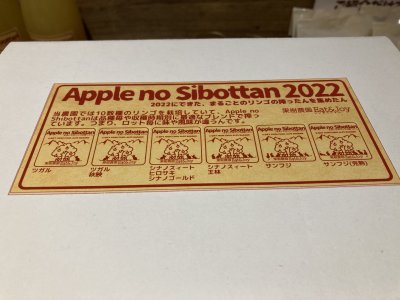 Apple no Sibottan 2022
2022にできた、まるごとのリンゴの搾ったんを集めたん
当農園では10数種のリンゴを栽培していて、Apple no
Shibottanは品種毎や収穫時期別に最適なブレンドで搾っ
ています。つまり、ロット毎に味や風味が違うんです。
果樹農園 Eat&Joy
Apple no Sibottan Apple no Sibottan Apple no Sibottan Apple no Sibottan Apple no Sibottan Apple no Sibottan
ツガル
ツガル
秋映
シナノスィート
ヒロサキ
シナノゴールド
シナノスィート
王林
サンフジ
サンフジ(完熟)